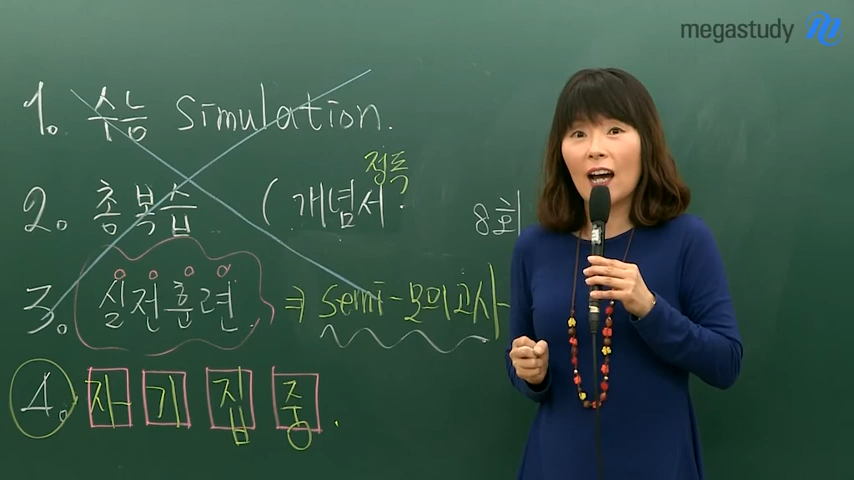 megastudy
1. 수능 Simulation.
정독
2. 총복습 (개념서.
8회
3. 실전훈련. ⇒ Semi-모의고사
4. 자기집중.